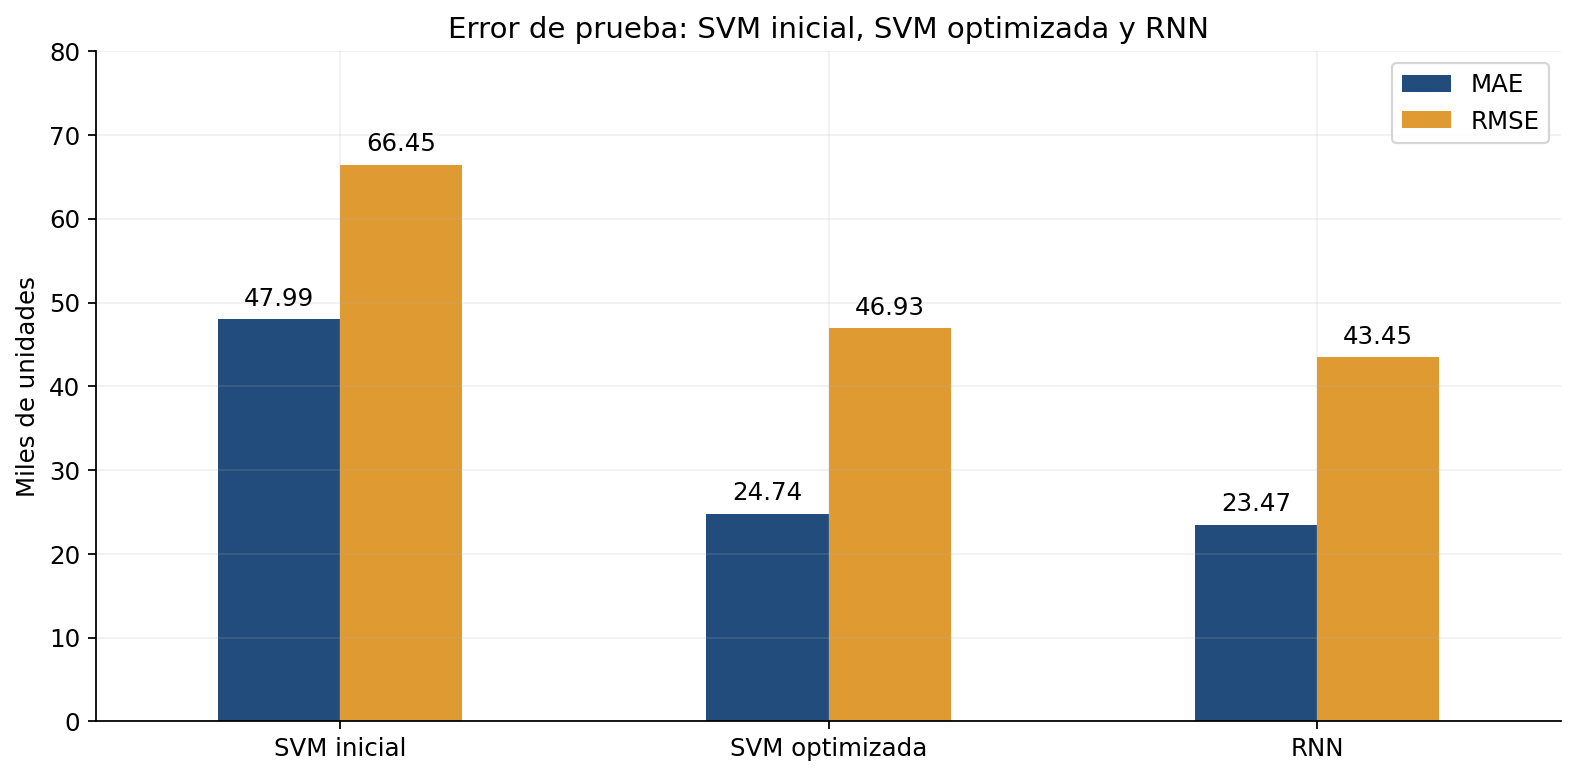 Error de prueba: SVM inicial, SVM optimizada y RNN
MAE
RMSE
Miles de unidades
80
70
60
50
40
30
20
10
0
47.99
66.45
24.74
46.93
23.47
43.45
SVM inicial
SVM optimizada
RNN